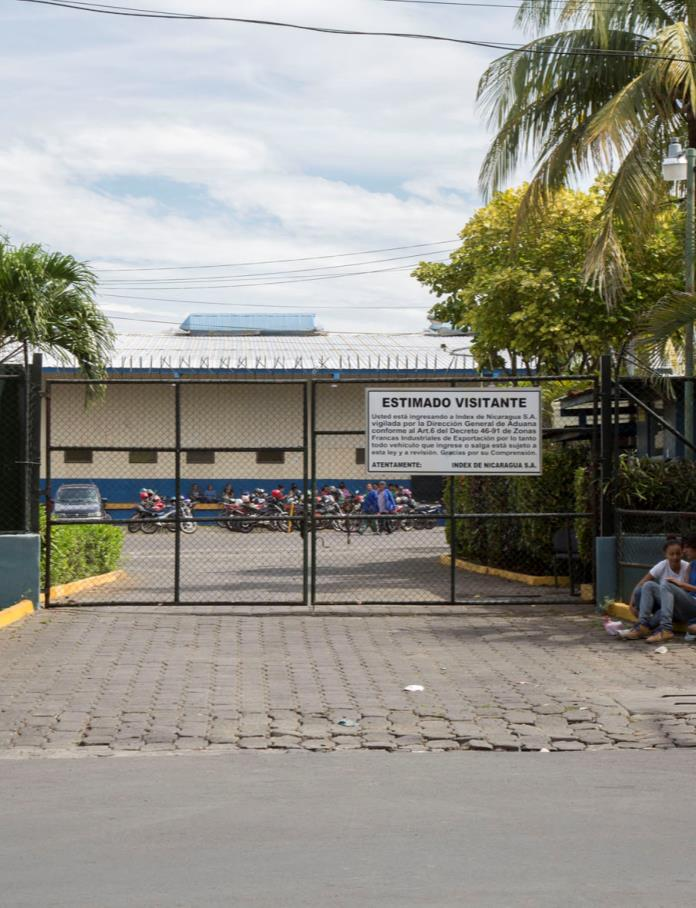 ESTIMADO VISITANTE
Usted está ingresando a Index de Nicaragua S.A.
vigilada por la Dirección General de Aduana
conforme al Art.6 del Decreto 46-91 de Zonas
Francas Industriales de Exportación por lo tanto
todo vehículo que ingrese o salga está sujeto a
esta ley y a revisión. Gracias por su Comprensión.
ATENTAMENTE: INDEX DE NICARAGUA S.A.